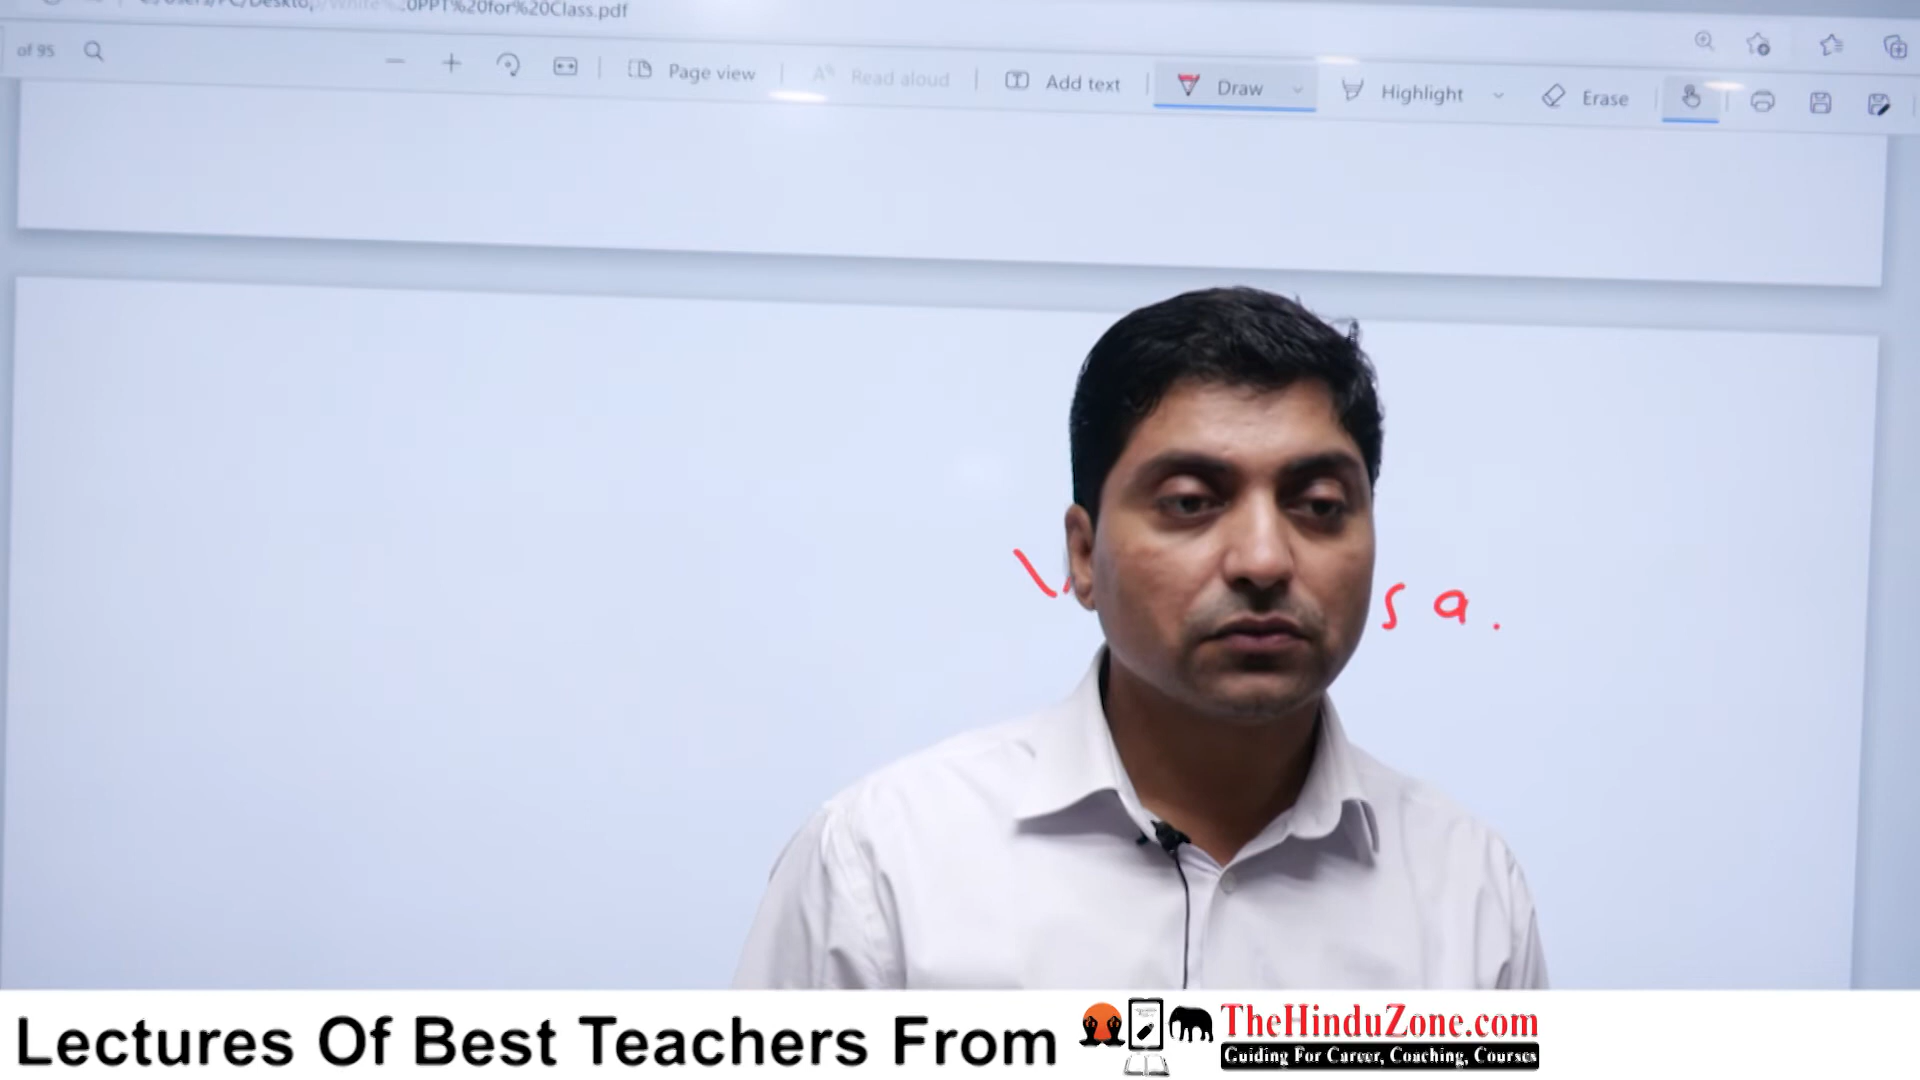 PPT%20for%20Class.pdf
of 95
Page view
Read aloud
Add text
Draw
Highlight
Erase
s a.
Lectures Of Best Teachers From
TheHinduZone.com
Guiding For Career, Coaching, Courses